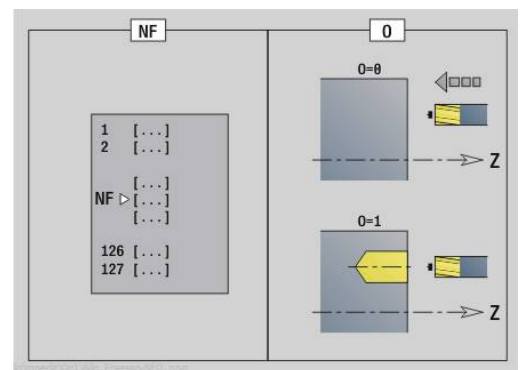 NF
1 [...]
2 [...]
[...]
NF [...]
[...]
126 [...]
127 [...]
O
O=0
Z
O=1
Z